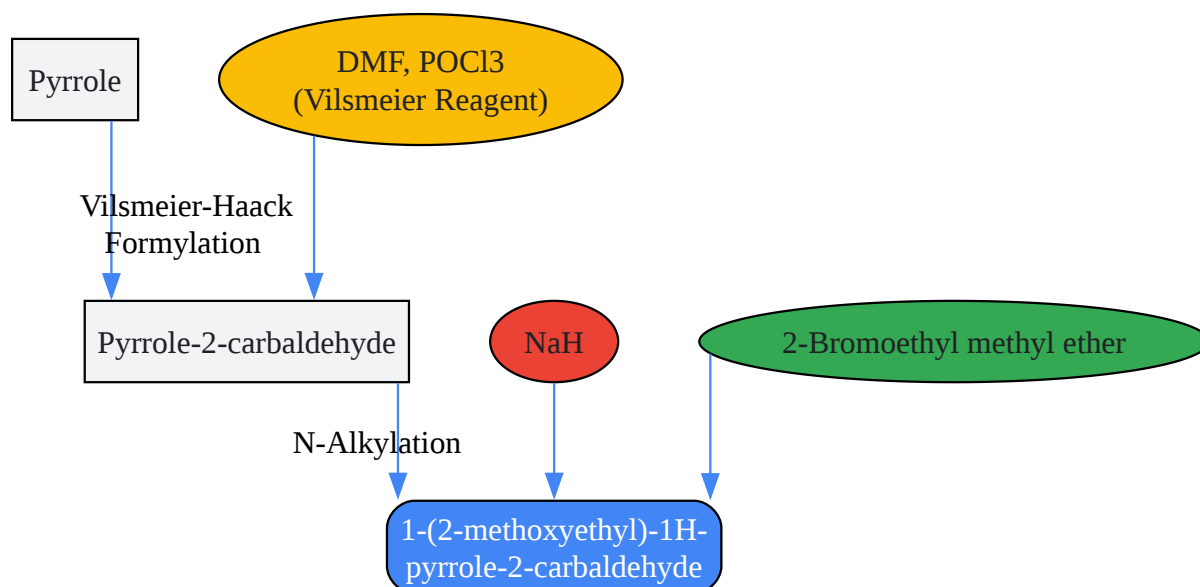 Pyrrole
DMF, POCl3
(Vilsmeier Reagent)
Vilsmeier-Haack
Formylation
Pyrrole-2-carbaldehyde
NaH
2-Bromoethyl methyl ether
N-Alkylation
1-(2-methoxyethyl)-1H-
pyrrole-2-carbaldehyde